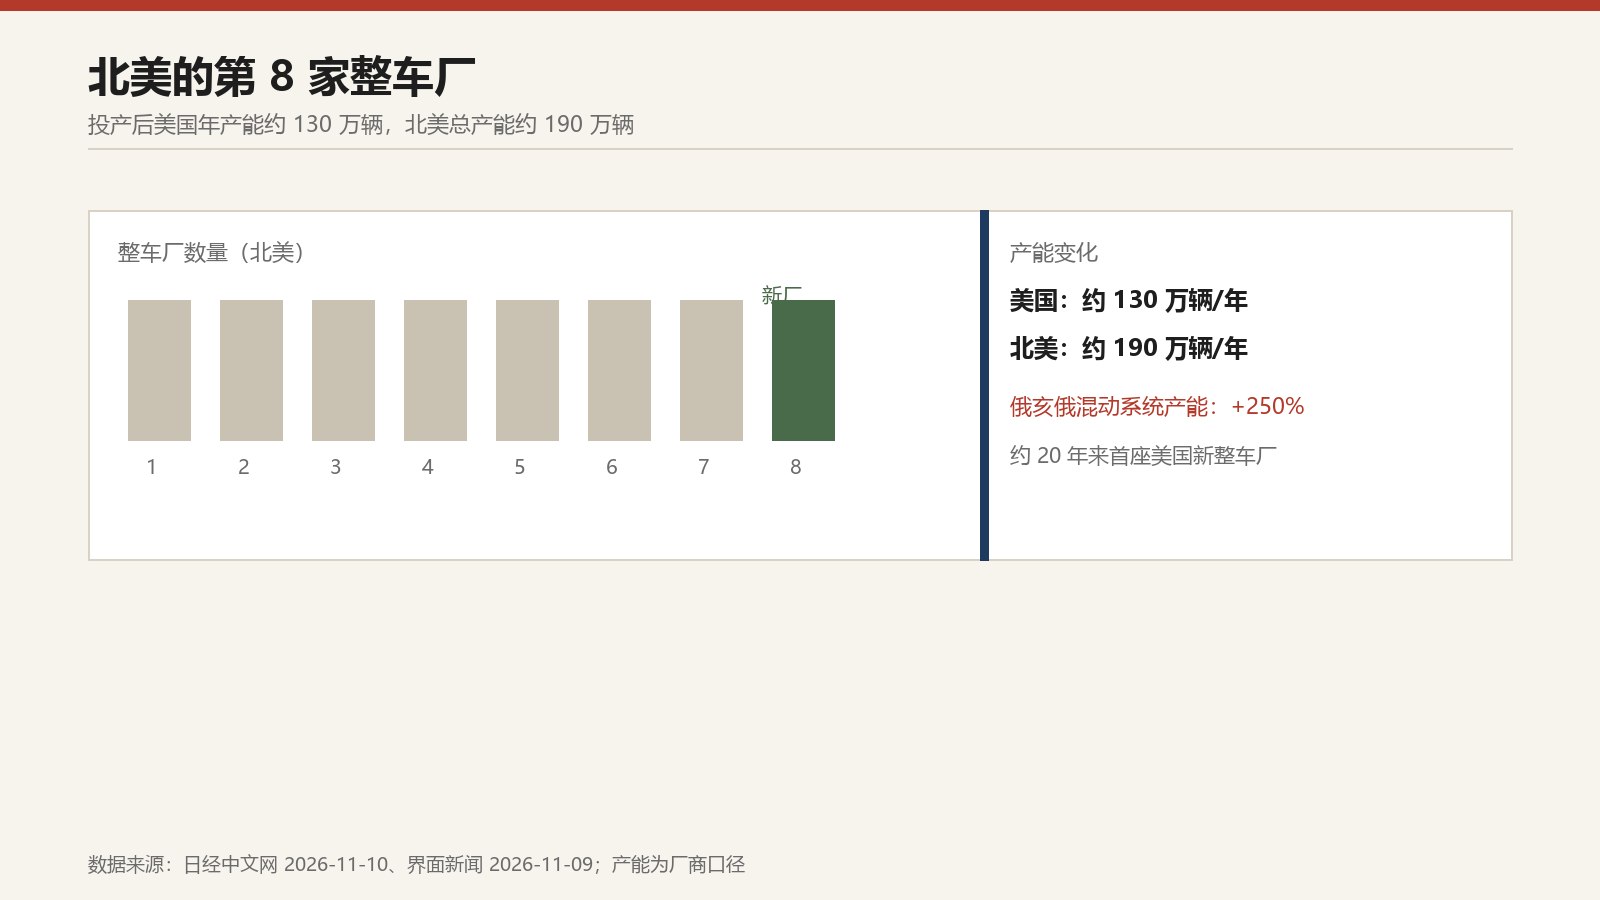 北美的第 8 家整车厂
投产后美国年产能约 130 万辆，北美总产能约 190 万辆
整车厂数量（北美）
新厂
1 2 3 4 5 6 7 8
产能变化
美国：约 130 万辆/年
北美：约 190 万辆/年
俄亥俄混动系统产能：+250%
约 20 年来首座美国新整车厂
数据来源：日经中文网 2026-11-10、界面新闻 2026-11-09；产能为厂商口径